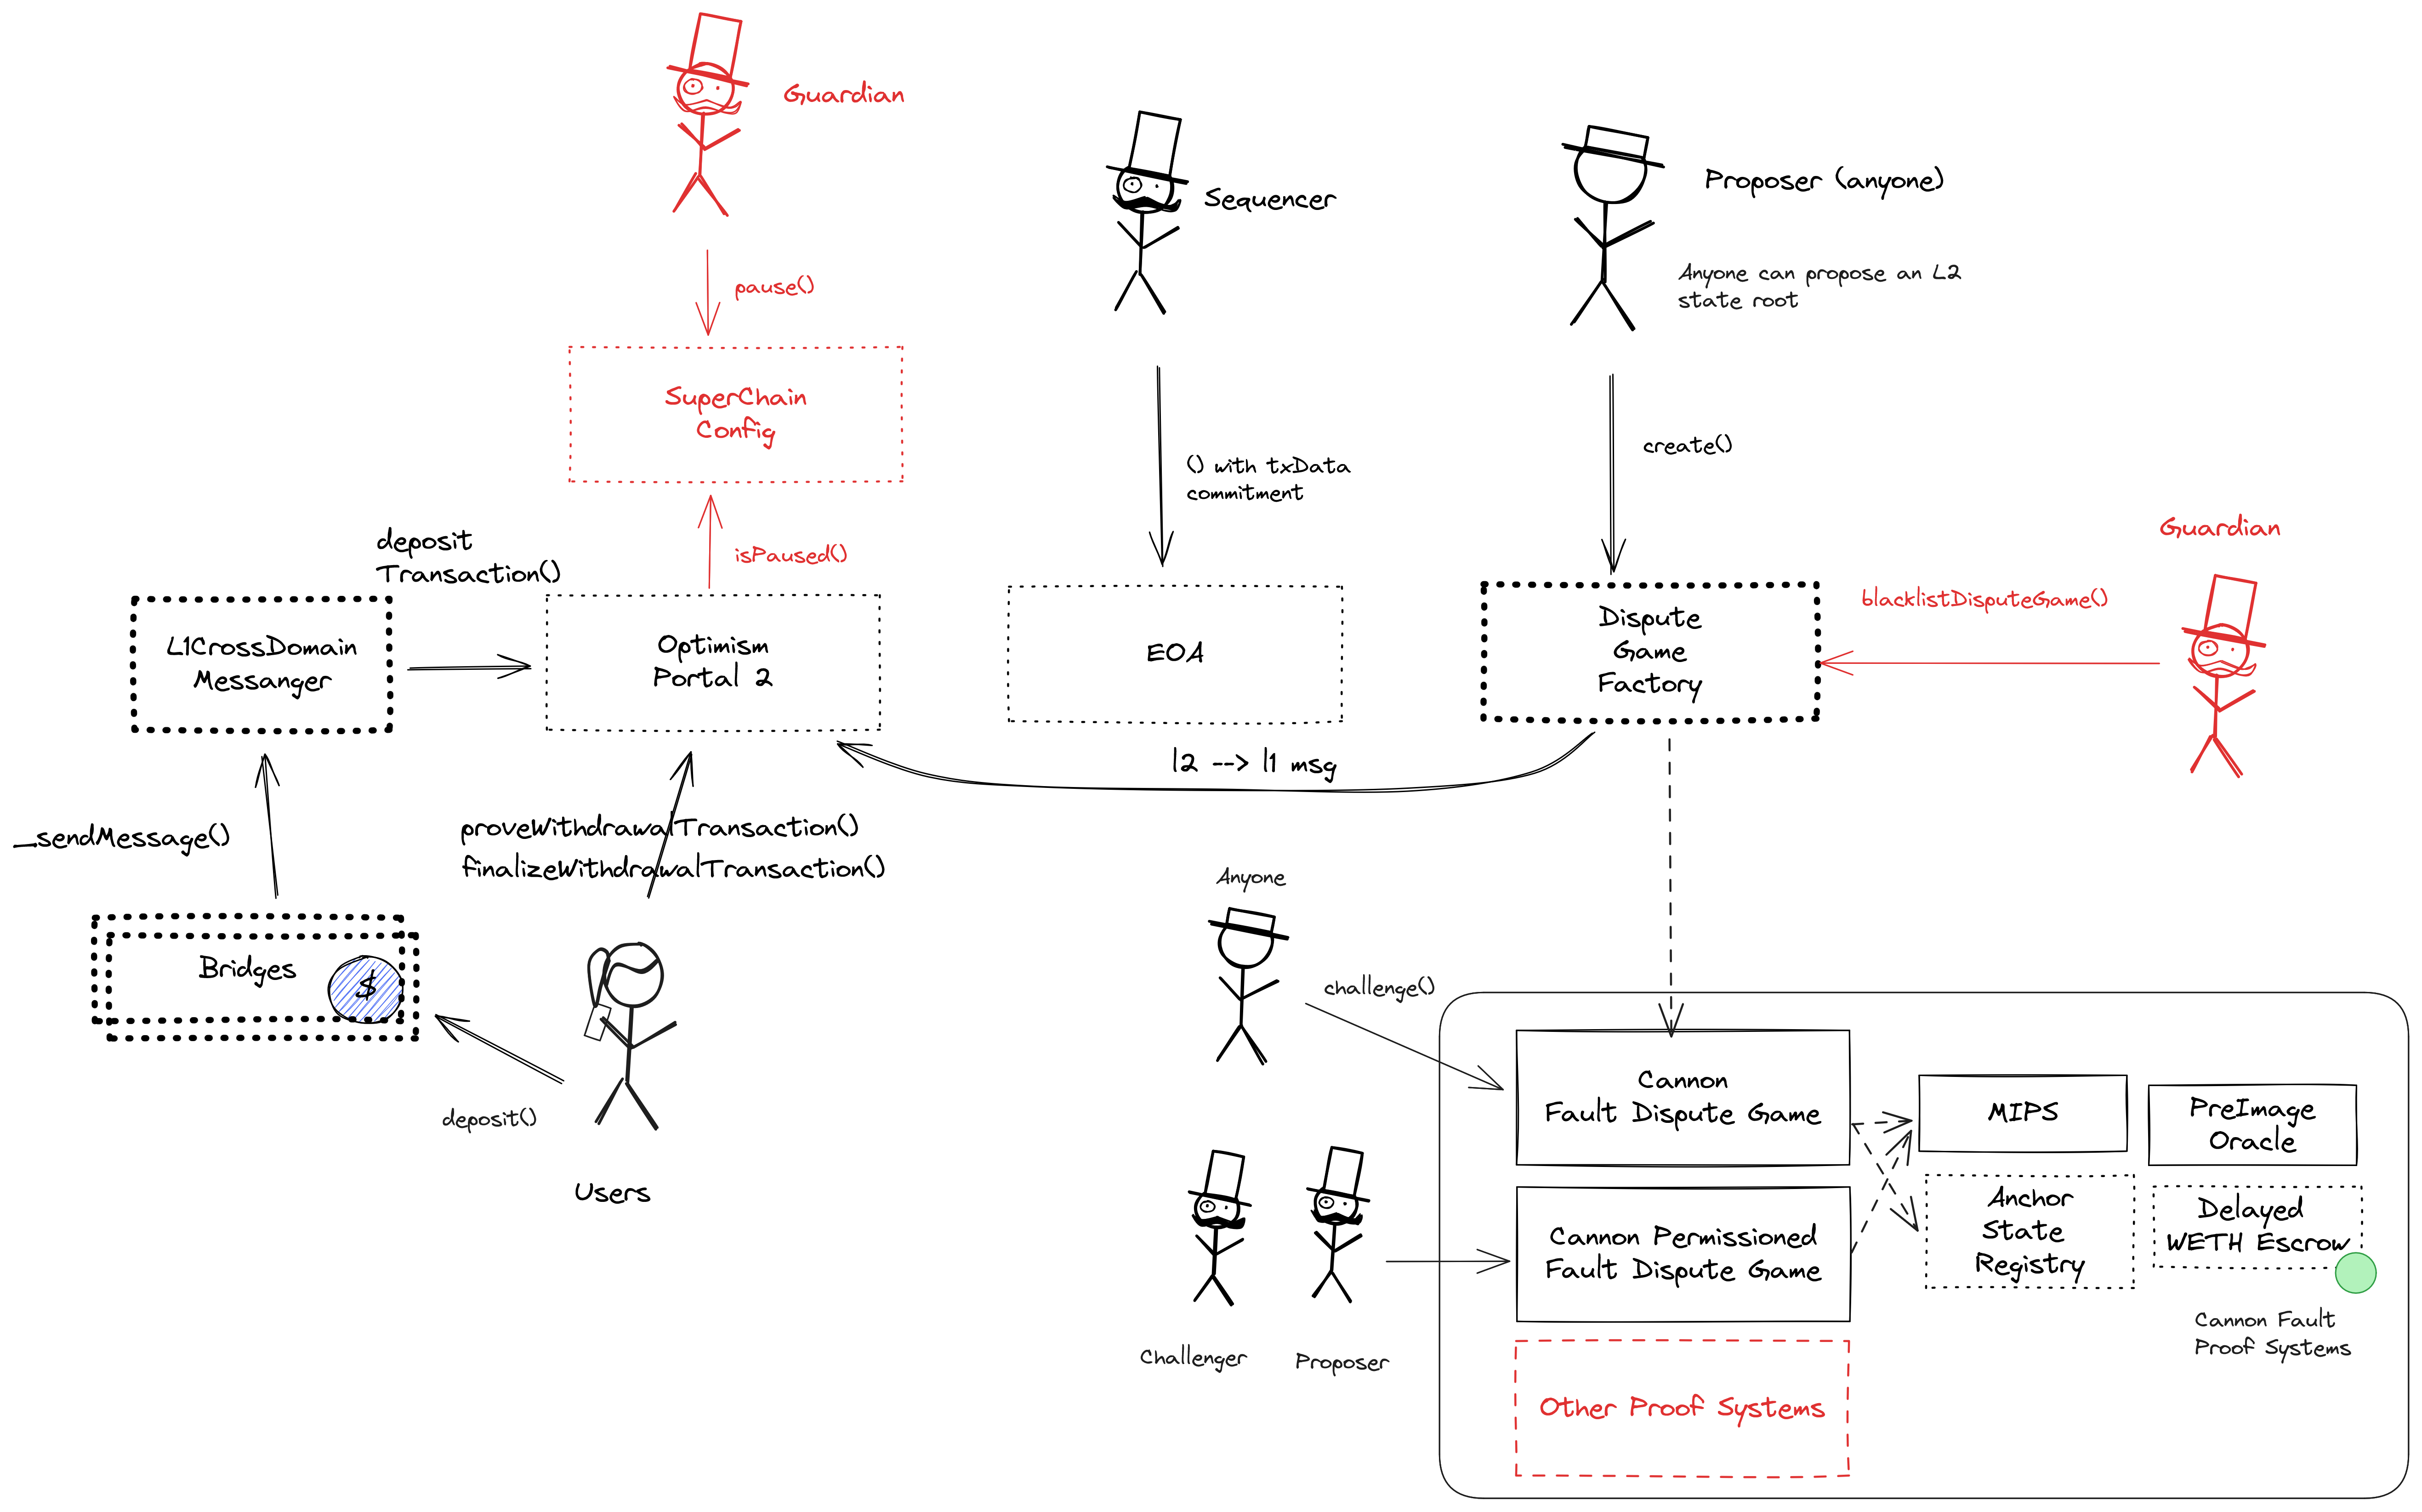 Guardian
Sequencer
Proposer (anyone)
Anyone can propose an L2
state root
pause()
SuperChain
Config
() with txData
commitment
create()
isPaused()
deposit
Transaction()
Guardian
blacklistDisputeGame()
L1CrossDomain
Messanger
Optimism
Portal 2
EOA
Dispute
Game
Factory
l2 --> l1 msg
__sendMessage()
proveWithdrawalTransaction()
finalizeWithdrawalTransaction()
Bridges
$
deposit()
Users
Anyone
challenge()
Cannon
Fault Dispute Game
MIPS
PreImage
Oracle
Cannon Permissioned
Fault Dispute Game
Anchor
State
Registry
Delayed
WETH Escrow
Cannon Fault
Proof Systems
Challenger
Proposer
Other Proof Systems